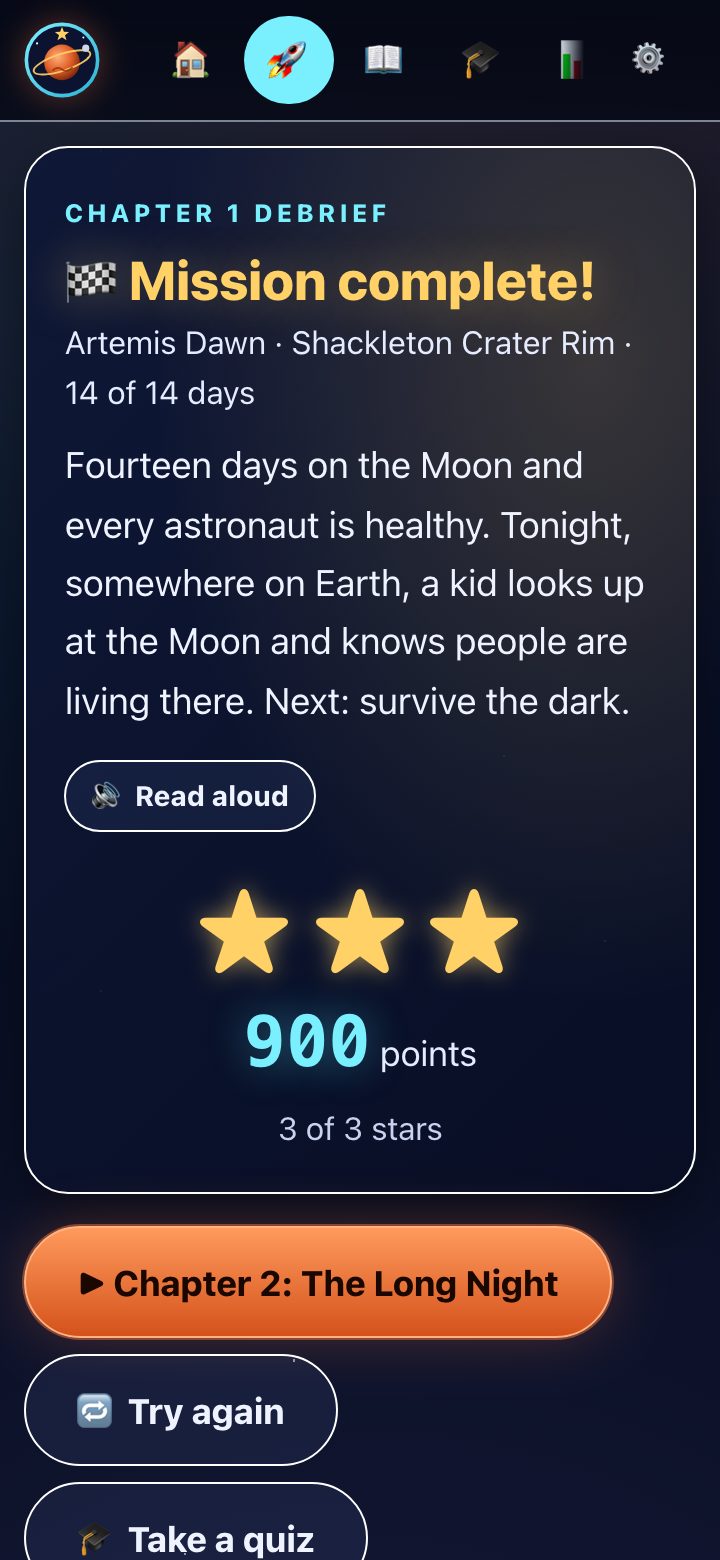 CHAPTER 1 DEBRIEF
🏁 Mission complete!
Artemis Dawn · Shackleton Crater Rim ·
14 of 14 days
Fourteen days on the Moon and
every astronaut is healthy. Tonight,
somewhere on Earth, a kid looks up
at the Moon and knows people are
living there. Next: survive the dark.
🔊 Read aloud
900 points
3 of 3 stars
▶ Chapter 2: The Long Night
🔁 Try again
🎓 Take a quiz